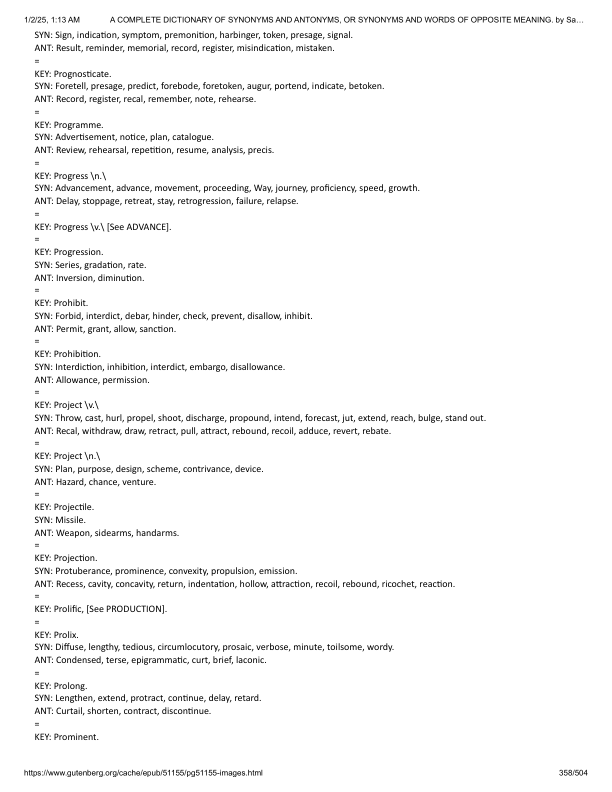 1/2/25, 1:13 AM A COMPLETE DICTIONARY OF SYNONYMS AND ANTONYMS, OR SYNONYMS AND WORDS OF OPPOSITE MEANING. by Sa…
SYN: Sign, indication, symptom, premonition, harbinger, token, presage, signal.
ANT: Result, reminder, memorial, record, register, misindication, mistaken.
=
KEY: Prognosticate.
SYN: Foretell, presage, predict, forebode, foretoken, augur, portend, indicate, betoken.
ANT: Record, register, recal, remember, note, rehearse.
=
KEY: Programme.
SYN: Advertisement, notice, plan, catalogue.
ANT: Review, rehearsal, repetition, resume, analysis, precis.
=
KEY: Progress \n.\
SYN: Advancement, advance, movement, proceeding, Way, journey, proficiency, speed, growth.
ANT: Delay, stoppage, retreat, stay, retrogression, failure, relapse.
=
KEY: Progress \v.\ [See ADVANCE].
=
KEY: Progression.
SYN: Series, gradation, rate.
ANT: Inversion, diminution.
=
KEY: Prohibit.
SYN: Forbid, interdict, debar, hinder, check, prevent, disallow, inhibit.
ANT: Permit, grant, allow, sanction.
=
KEY: Prohibition.
SYN: Interdiction, inhibition, interdict, embargo, disallowance.
ANT: Allowance, permission.
=
KEY: Project \v.\
SYN: Throw, cast, hurl, propel, shoot, discharge, propound, intend, forecast, jut, extend, reach, bulge, stand out.
ANT: Recal, withdraw, draw, retract, pull, attract, rebound, recoil, adduce, revert, rebate.
=
KEY: Project \n.\
SYN: Plan, purpose, design, scheme, contrivance, device.
ANT: Hazard, chance, venture.
=
KEY: Projectile.
SYN: Missile.
ANT: Weapon, sidearms, handarms.
=
KEY: Projection.
SYN: Protuberance, prominence, convexity, propulsion, emission.
ANT: Recess, cavity, concavity, return, indentation, hollow, attraction, recoil, rebound, ricochet, reaction.
=
KEY: Prolific, [See PRODUCTION].
=
KEY: Prolix.
SYN: Diffuse, lengthy, tedious, circumlocutory, prosaic, verbose, minute, toilsome, wordy.
ANT: Condensed, terse, epigrammatic, curt, brief, laconic.
=
KEY: Prolong.
SYN: Lengthen, extend, protract, continue, delay, retard.
ANT: Curtail, shorten, contract, discontinue.
=
KEY: Prominent.
https://www.gutenberg.org/cache/epub/51155/pg51155-images.html 358/504